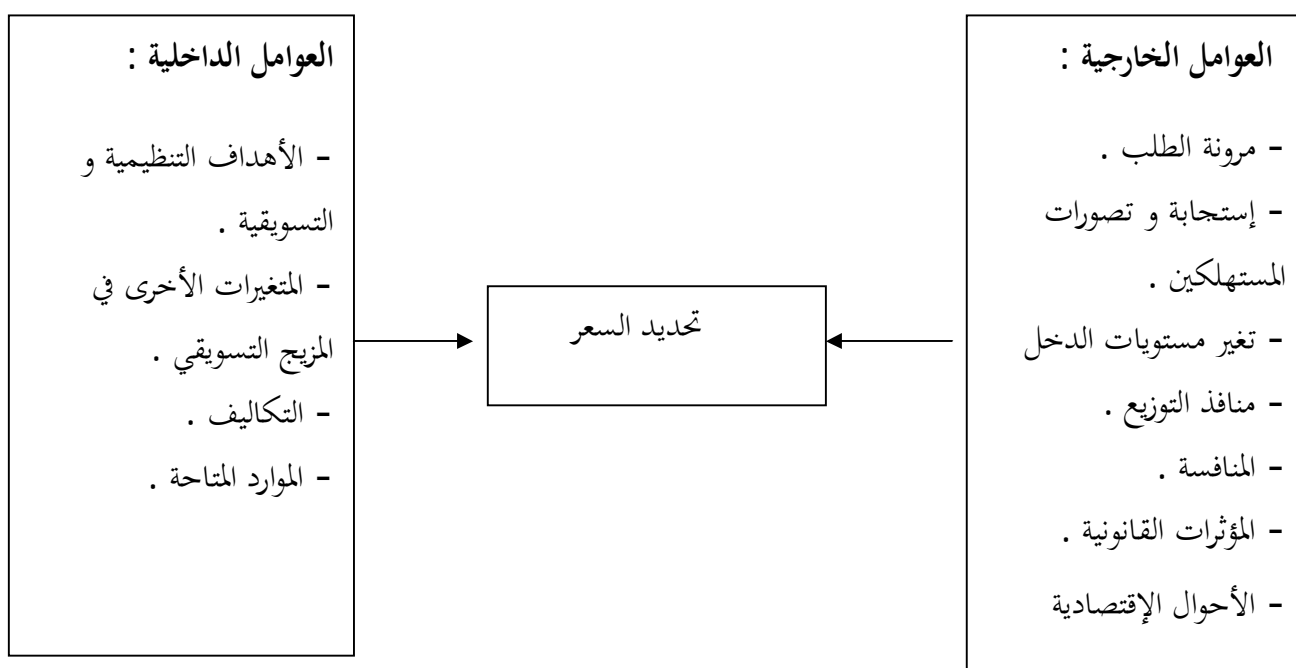 العوامل الخارجية :
- مرونة الطلب .
- إستجابة و تصورات
المستهلكين .
- تغير مستويات الدخل
- منافذ التوزيع .
- المنافسة .
- المؤثرات القانونية .
- الأحوال الإقتصادية
تحديد السعر
العوامل الداخلية :
- الأهداف التنظيمية و
التسويقية .
- المتغيرات الأخرى في
المزيج التسويقي .
- التكاليف .
- الموارد المتاحة .